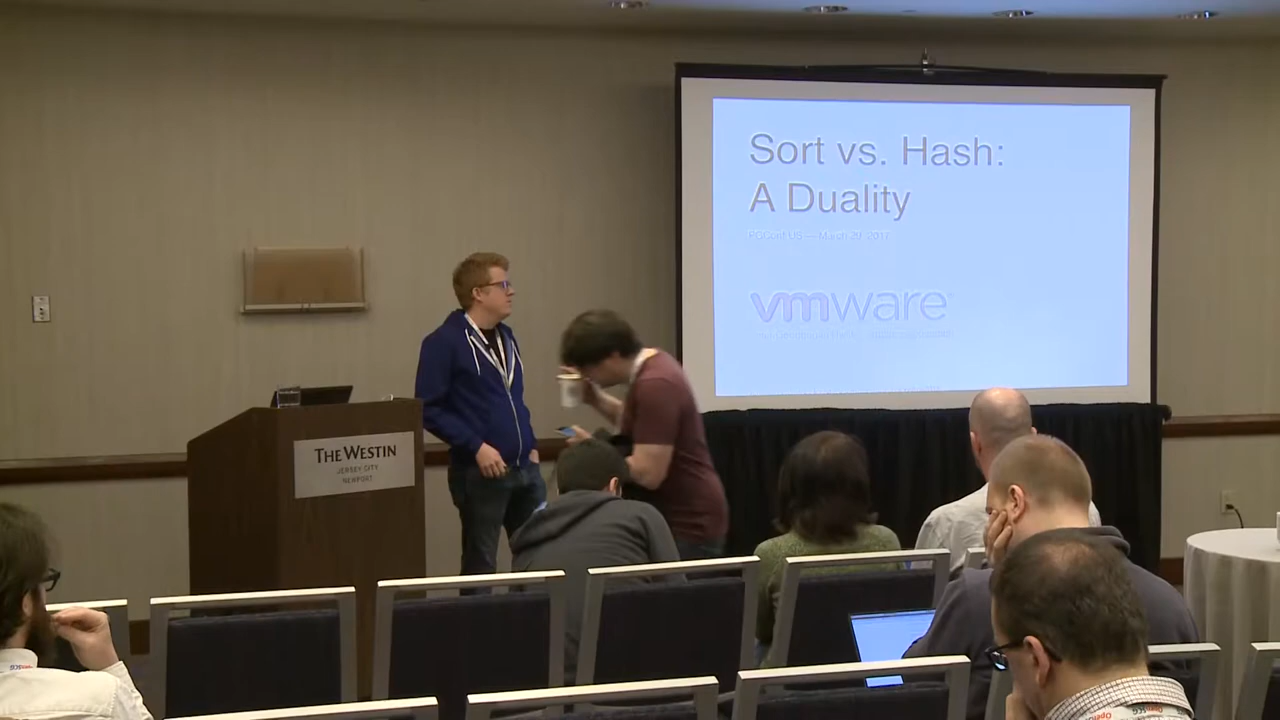 Sort vs. Hash:
A Duality
PGConf US — March 29, 2017
vmware
THE WESTIN
JERSEY CITY
NEWPORT